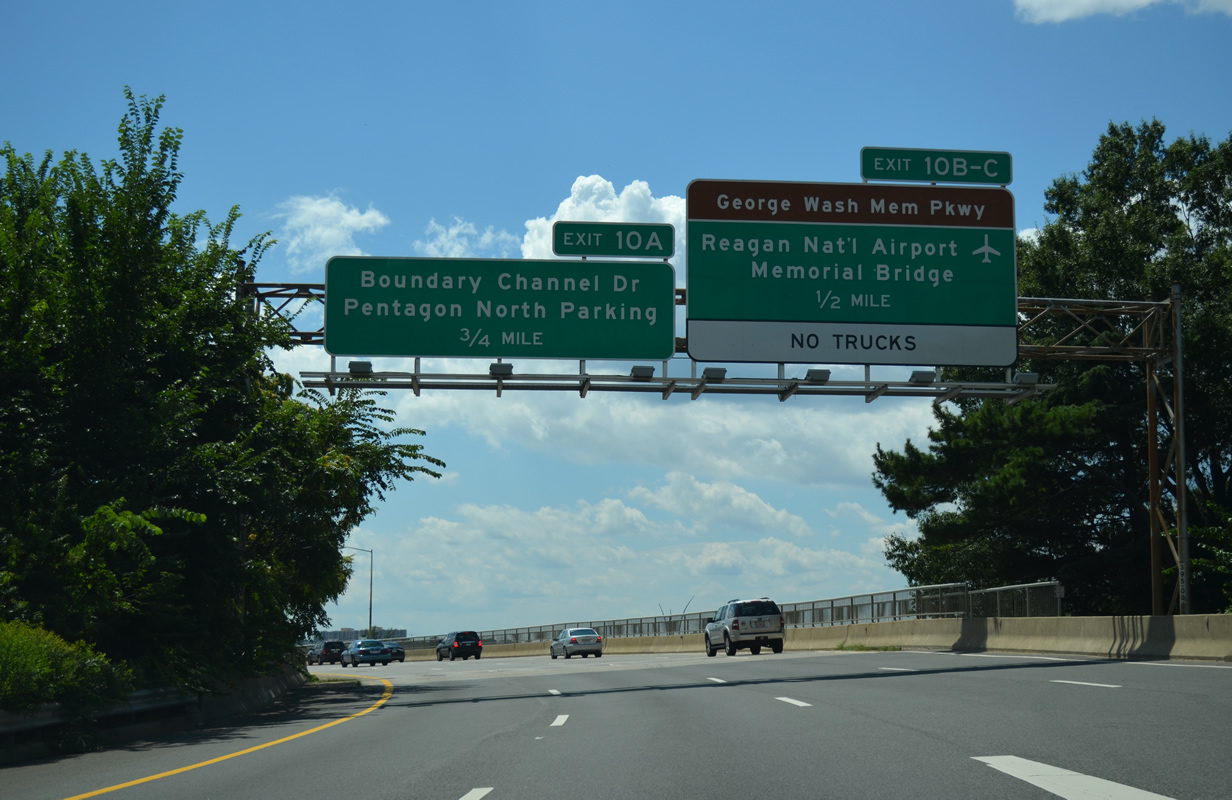 EXIT 10A
Boundary Channel Dr
Pentagon North Parking
3/4 MILE
EXIT 10B-C
George Wash Mem Pkwy
Reagan Nat'l Airport
Memorial Bridge
1/2 MILE
NO TRUCKS